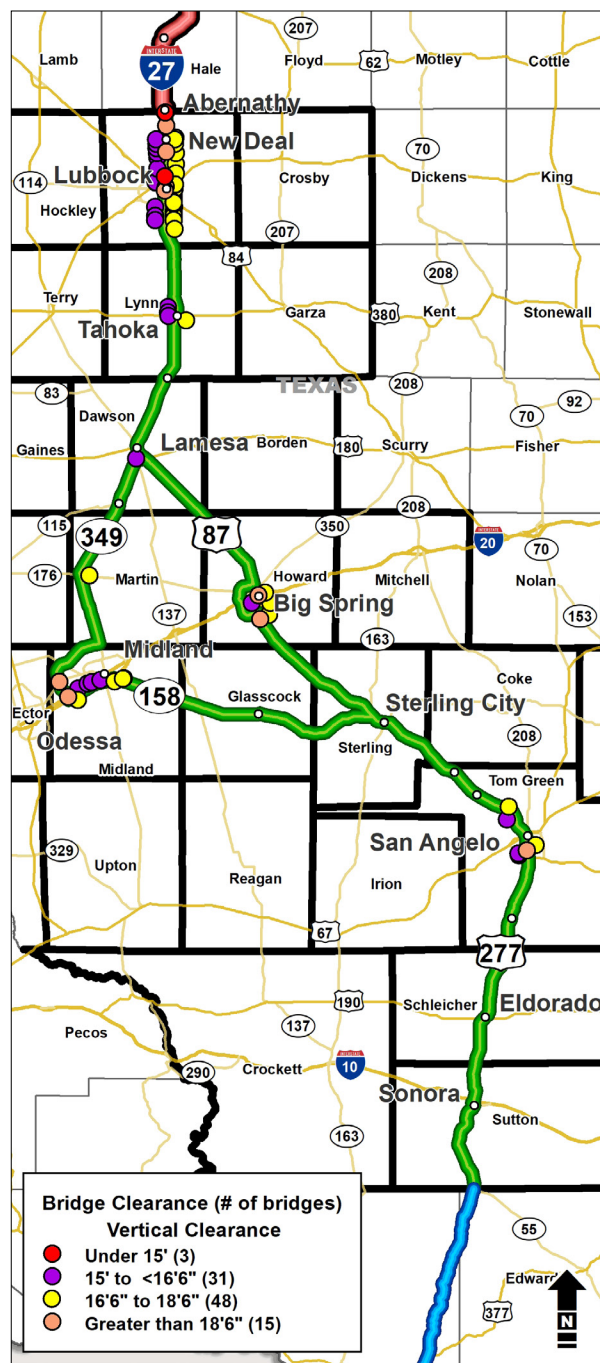 207
Lamb
INTERSTATE
27
Hale
Floyd
62
Motley
Cottle
Abernathy
New Deal
70
Lubbock
114
Crosby
Dickens
King
Hockley
207
84
208
Terry
Lynn
Garza
380
Kent
Stonewall
Tahoka
TEXAS
83
208
92
Dawson
70
Gaines
Lamesa
Borden
180
Scurry
Fisher
208
115
349
87
350
INTERSTATE
20
70
176
Martin
Howard
Mitchell
Nolan
137
Big Spring
153
163
Midland
Coke
Ector
158
Glasscock
Sterling City
208
Odessa
Sterling
Midland
Tom Green
San Angelo
329
Upton
Reagan
Irion
67
277
190
Schleicher
Eldorado
Pecos
137
INTERSTATE
10
290
Crockett
Sonora
Sutton
163
Bridge Clearance (# of bridges)
Vertical Clearance
Under 15' (3)
15' to <16'6" (31)
16'6" to 18'6" (48)
Greater than 18'6" (15)
55
Edward
377
N